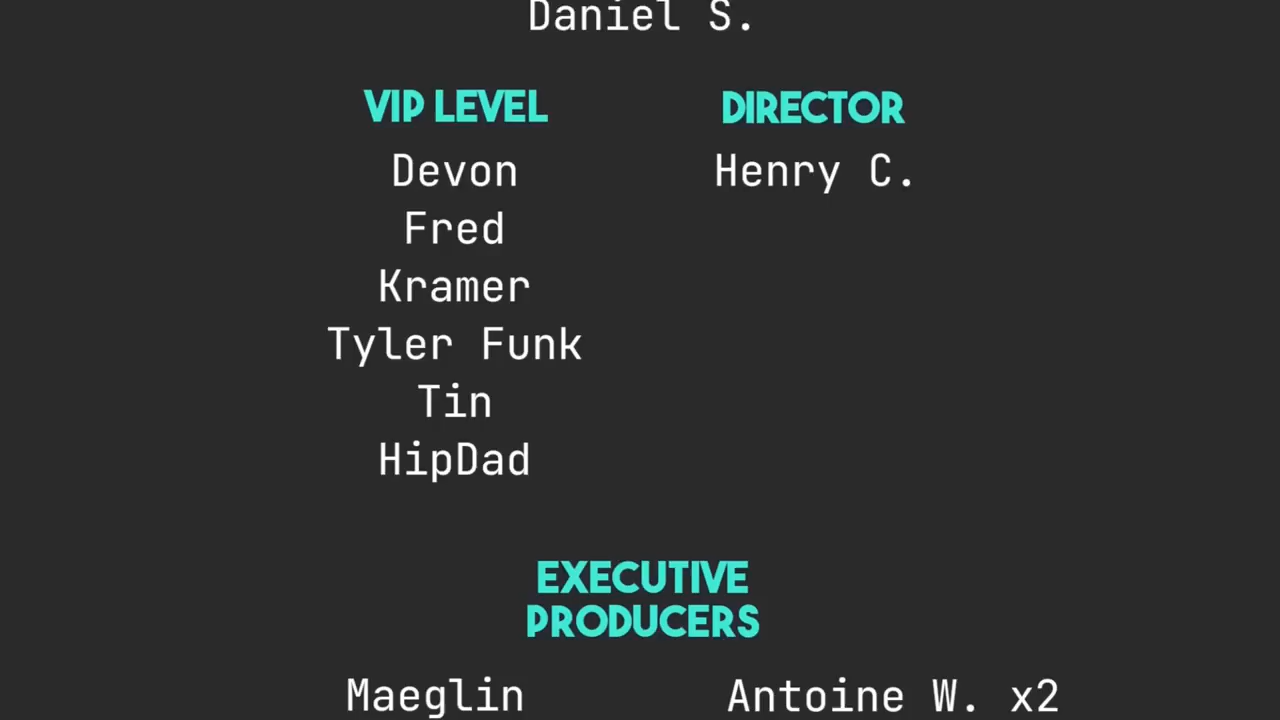 Daniel S.
VIP LEVEL
Devon
Fred
Kramer
Tyler Funk
Tin
HipDad
DIRECTOR
Henry C.
EXECUTIVE
PRODUCERS
Maeglin
Antoine W. x2